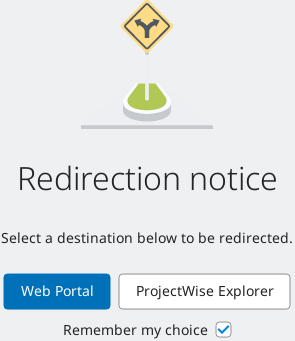 Redirection notice
Select a destination below to be redirected.
Web Portal
ProjectWise Explorer
Remember my choice